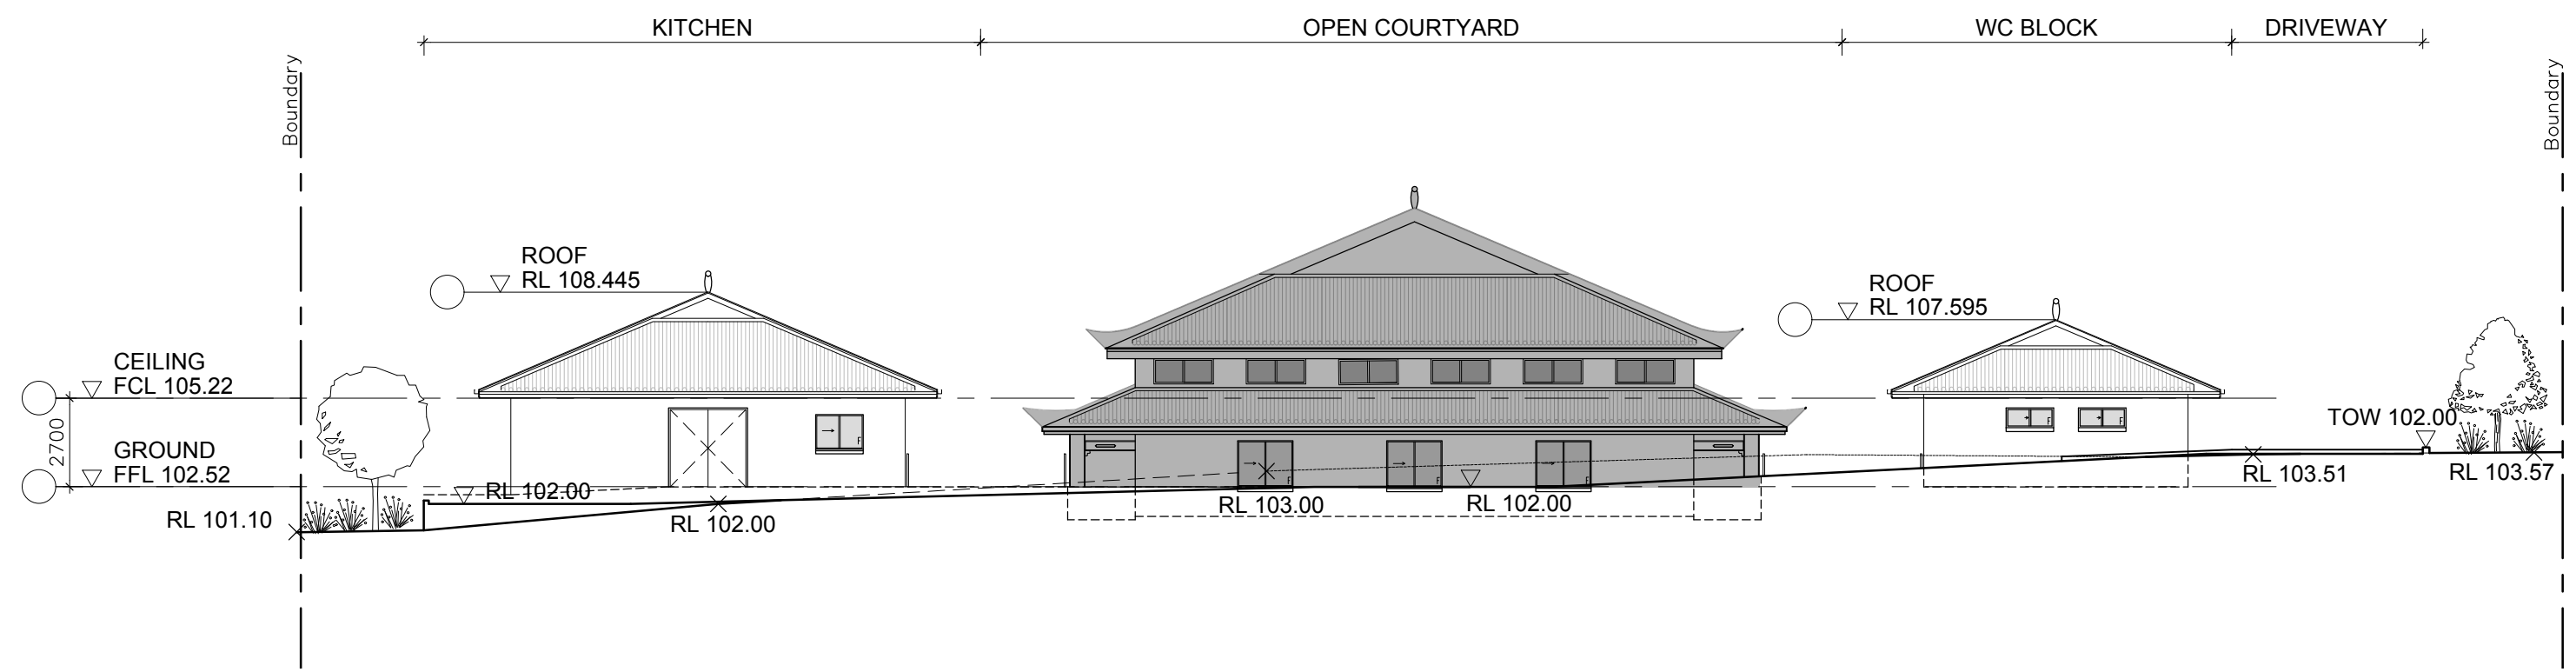 KITCHEN
OPEN COURTYARD
WC BLOCK
DRIVEWAY
Boundary
Boundary
ROOF
RL 108.445
ROOF
RL 107.595
CEILING
FCL 105.22
2700
GROUND
FFL 102.52
TOW 102.00
RL 102.00
RL 101.10
RL 102.00
RL 103.00
RL 102.00
RL 103.51
RL 103.57
F
F
F
F
F
F